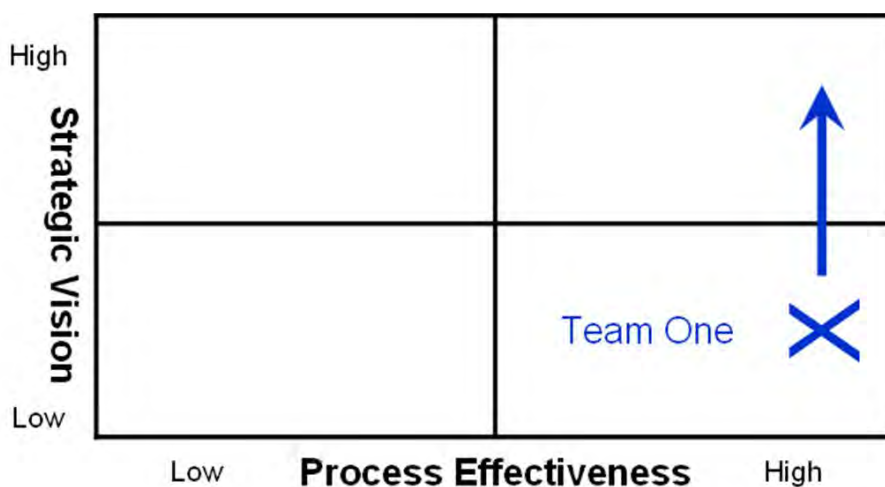 High
Strategic Vision
Team One
Low
Low Process Effectiveness High